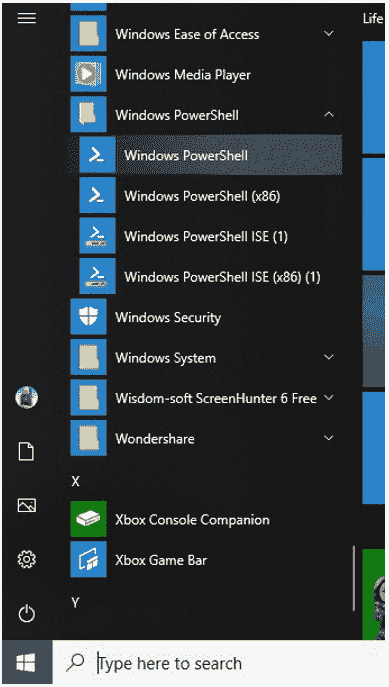 Life
Windows Ease of Access
Windows Media Player
Windows PowerShell
Windows PowerShell
Windows PowerShell (x86)
Windows PowerShell ISE (1)
Windows PowerShell ISE (x86) (1)
Windows Security
Windows System
Wisdom-soft ScreenHunter 6 Free
Wondershare
X
Xbox Console Companion
Xbox Game Bar
Y
Type here to search